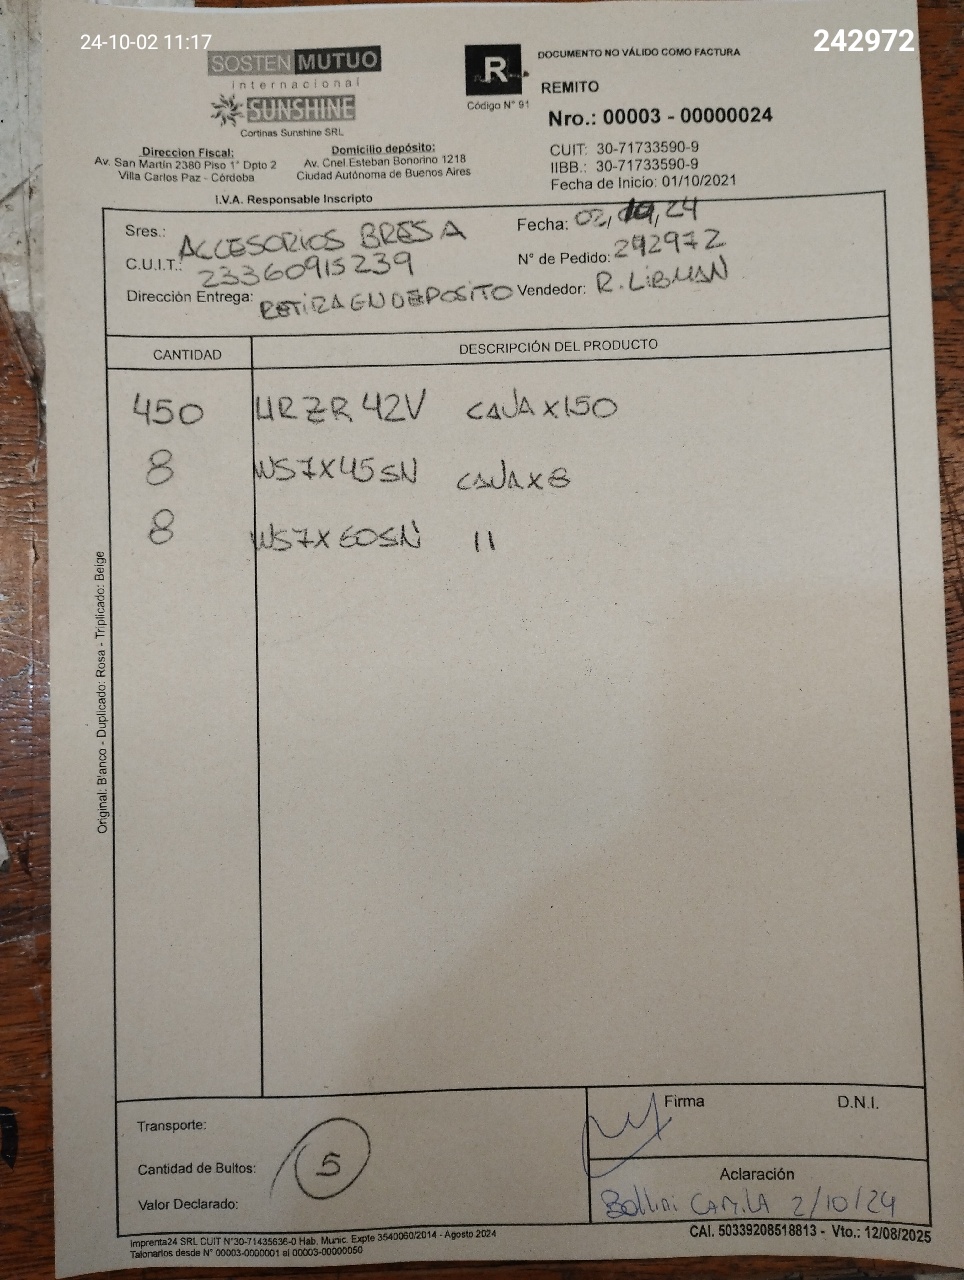 24-10-02 11:17
242972
SOSTEN MUTUO
internacional
SUNSHINE
Cortinas Sunshine SRL
R
Código N° 91
DOCUMENTO NO VÁLIDO COMO FACTURA
REMITO
Nro.: 00003 - 00000024
Direccion Fiscal:
Av. San Martín 2380 Piso 1° Dpto 2
Villa Carlos Paz - Córdoba
Domicilio depósito:
Av. Cnel.Esteban Bonorino 1218
Ciudad Autónoma de Buenos Aires
CUIT: 30-71733590-9
IIBB.: 30-71733590-9
Fecha de Inicio: 01/10/2021
I.V.A. Responsable Inscripto
Sres.: ACCESORIOS BRESA
Fecha: 02/10/24
C.U.I.T.: 23360915239
N° de Pedido: 242972
Dirección Entrega: RETIRA EN DEPOSITO
Vendedor: R. LIBMAN
CANTIDAD DESCRIPCIÓN DEL PRODUCTO
450 URZR 42V CAJA X150
8 WS7X45SN CAJA X 8
8 WS7X60SN 11
Original: Blanco - Duplicado: Rosa - Triplicado: Beige
Transporte:
Cantidad de Bultos: 5
Valor Declarado:
Firma D.N.I.
Aclaración
Bollini CAMILA 2/10/24
Imprenta24 SRL CUIT N°30-71435636-0 Hab. Munic. Expte 3540060/2014 - Agosto 2024
Talonarios desde N° 00003-0000001 al 00003-00000050
CAI. 50339208518813 - Vto.: 12/08/2025